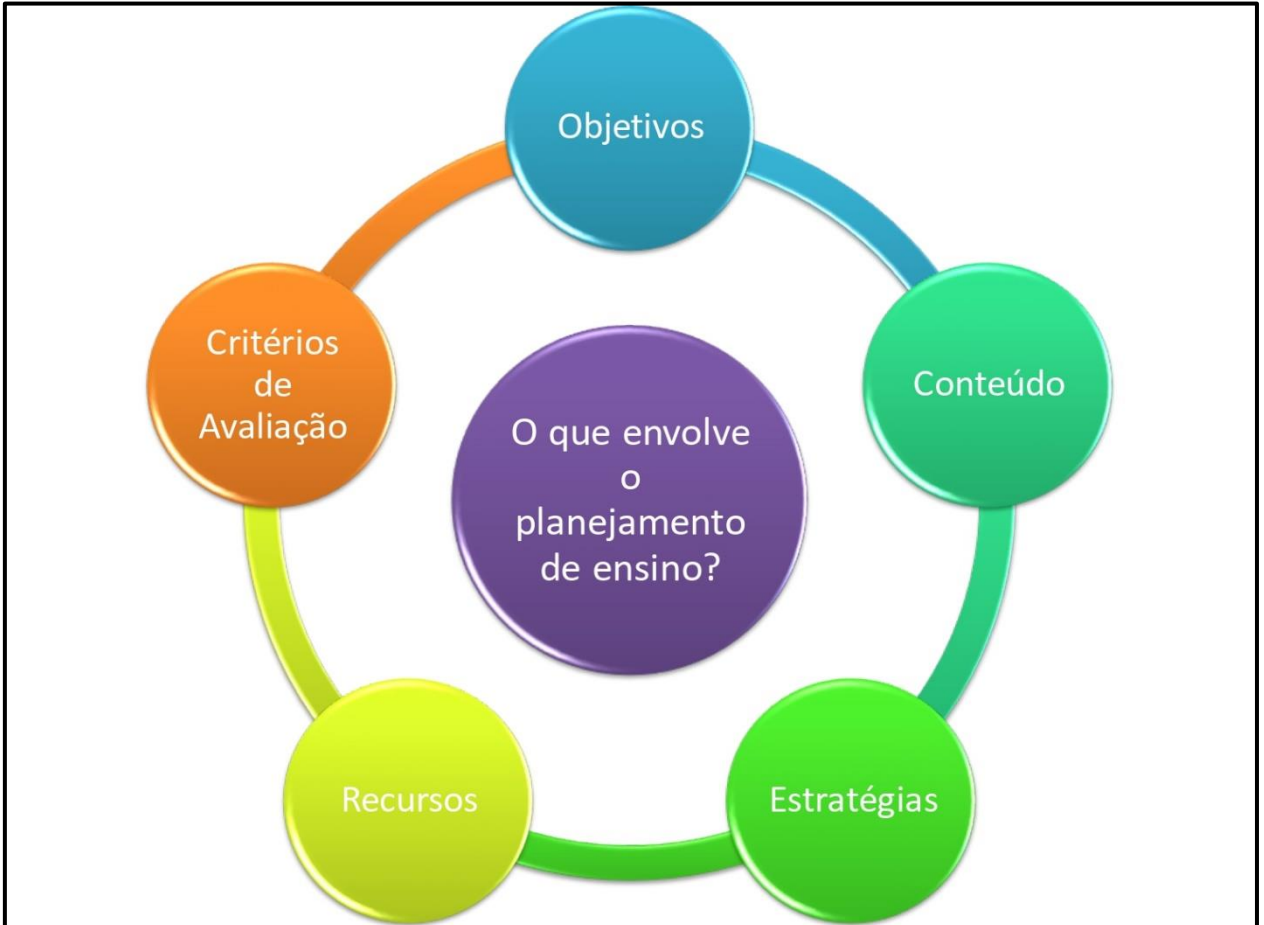 Objetivos
Conteúdo
Estratégias
Recursos
Critérios
de
Avaliação
O que envolve
o
planejamento
de ensino?